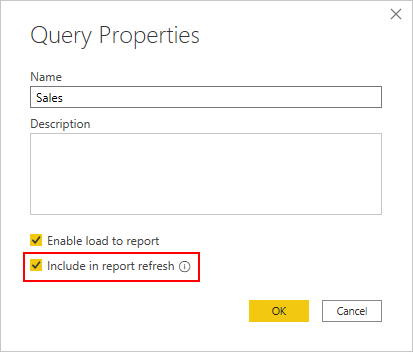 Query Properties
Name
Sales
Description
Enable load to report
Include in report refresh
OK
Cancel